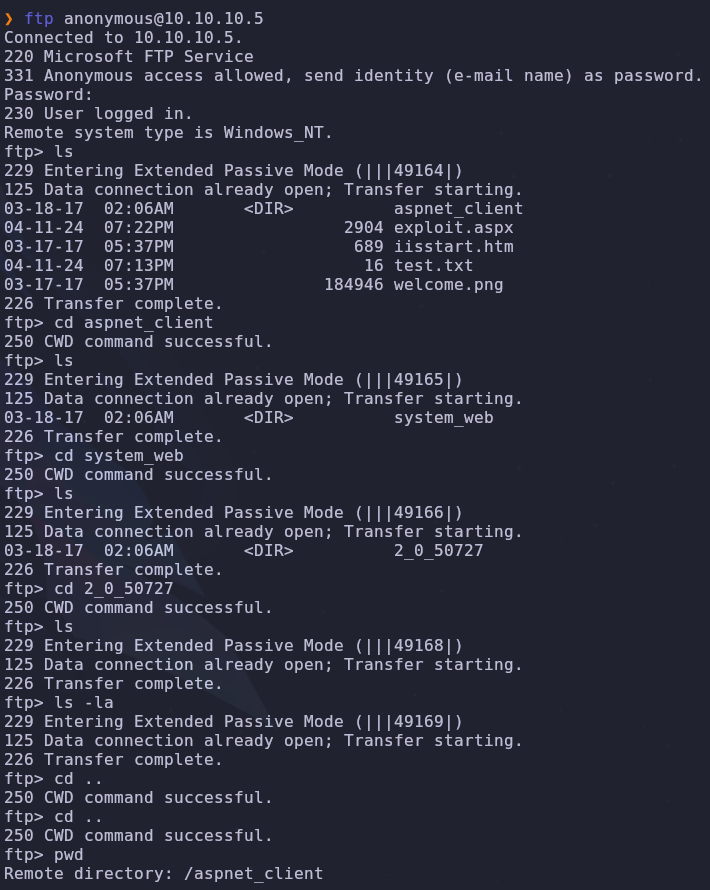 ❯ ftp anonymous@10.10.10.5
Connected to 10.10.10.5.
220 Microsoft FTP Service
331 Anonymous access allowed, send identity (e-mail name) as password.
Password:
230 User logged in.
Remote system type is Windows_NT.
ftp> ls
229 Entering Extended Passive Mode (|||49164|)
125 Data connection already open; Transfer starting.
03-18-17  02:06AM       <DIR>          aspnet_client
04-11-24  07:22PM                 2904 exploit.aspx
03-17-17  05:37PM                  689 iisstart.htm
04-11-24  07:13PM                   16 test.txt
03-17-17  05:37PM               184946 welcome.png
226 Transfer complete.
ftp> cd aspnet_client
250 CWD command successful.
ftp> ls
229 Entering Extended Passive Mode (|||49165|)
125 Data connection already open; Transfer starting.
03-18-17  02:06AM       <DIR>          system_web
226 Transfer complete.
ftp> cd system_web
250 CWD command successful.
ftp> ls
229 Entering Extended Passive Mode (|||49166|)
125 Data connection already open; Transfer starting.
03-18-17  02:06AM       <DIR>          2_0_50727
226 Transfer complete.
ftp> cd 2_0_50727
250 CWD command successful.
ftp> ls
229 Entering Extended Passive Mode (|||49168|)
125 Data connection already open; Transfer starting.
226 Transfer complete.
ftp> ls -la
229 Entering Extended Passive Mode (|||49169|)
125 Data connection already open; Transfer starting.
226 Transfer complete.
ftp> cd ..
250 CWD command successful.
ftp> cd ..
250 CWD command successful.
ftp> pwd
Remote directory: /aspnet_client